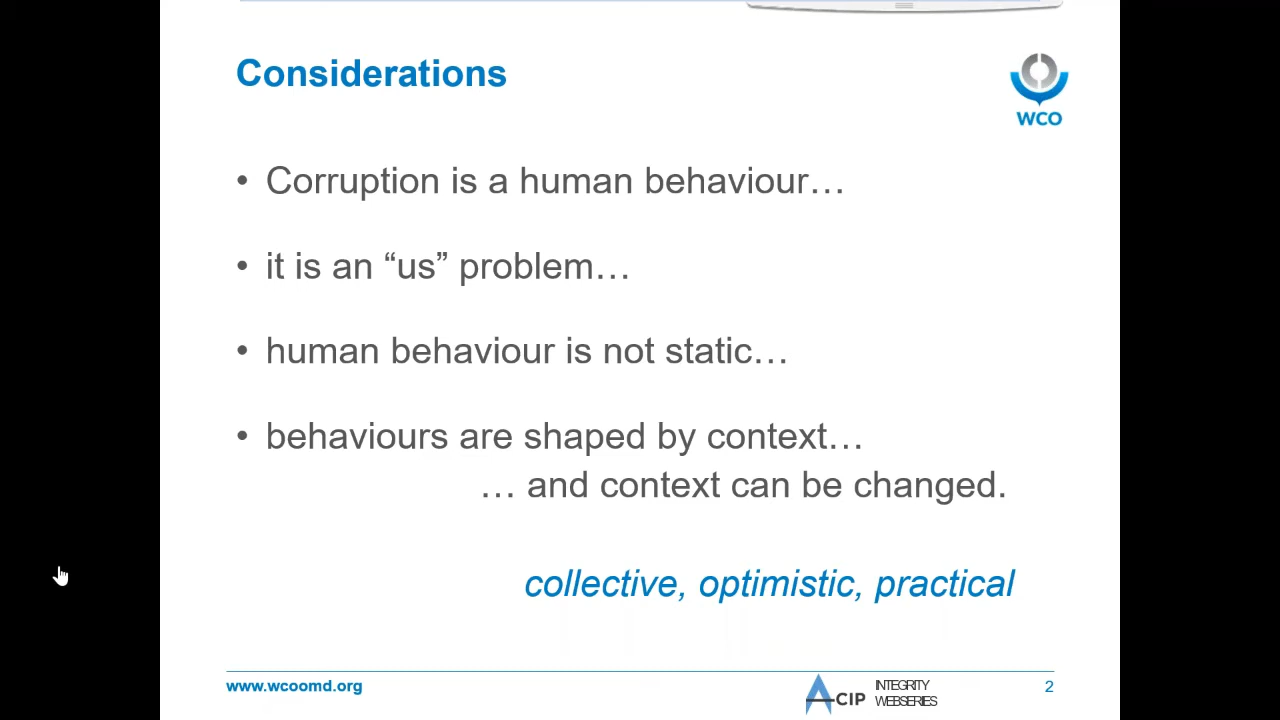 Considerations
WCO
• Corruption is a human behaviour…
• it is an “us” problem…
• human behaviour is not static…
• behaviours are shaped by context…
… and context can be changed.
collective, optimistic, practical
www.wcoomd.org
ACIP
INTEGRITY
WEBSERIES
2